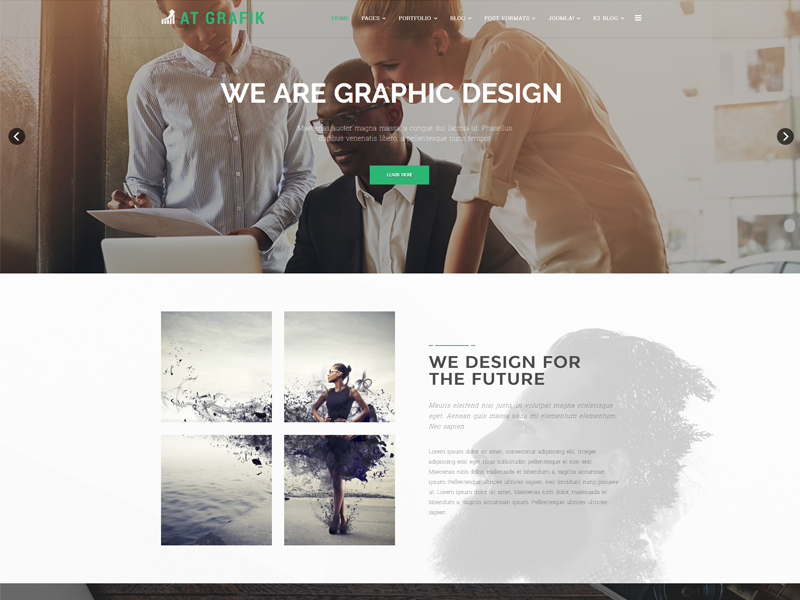 AT GRAFIK
HOME PAGES PORTFOLIO BLOG POST FORMATS JOOMLA! K2 BLOG
WE ARE GRAPHIC DESIGN
Maecenas auctor magna massa, a congue dui lacinia ut. Phasellus
dapibus venenatis libero, a pellentesque nunc tempor
LEARN MORE
WE DESIGN FOR
THE FUTURE
Mauris eleifend nisi justo, in volutpat magna scelerisque
eget. Aenean quis massa nulla mi elementum elementum.
Nec sapien
Lorem ipsum dolor sit amet, consectetur adipiscing elit. Integer
adipiscing erat eget risus sollicitudin pellentesque et non erat.
Maecenas nibh dolor, malesuada et bibendum a, sagittis accumsan
ipsum. Pellentesque ultrices ultrices sapien, nec tincidunt nunc posuere
ut. Lorem ipsum dolor sit amet, Maecenas nibh dolor, malesuada et
bibendum a, sagittis accumsan ipsum. Pellentesque ultrices ultrices
sapien